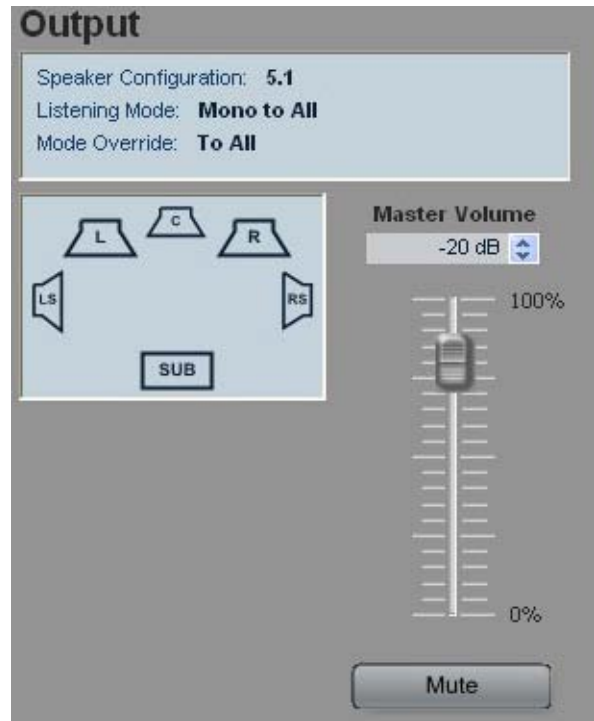 Output
Speaker Configuration: 5.1
Listening Mode: Mono to All
Mode Override: To All
L
C
R
LS
RS
SUB
Master Volume
-20 dB
100%
0%
Mute